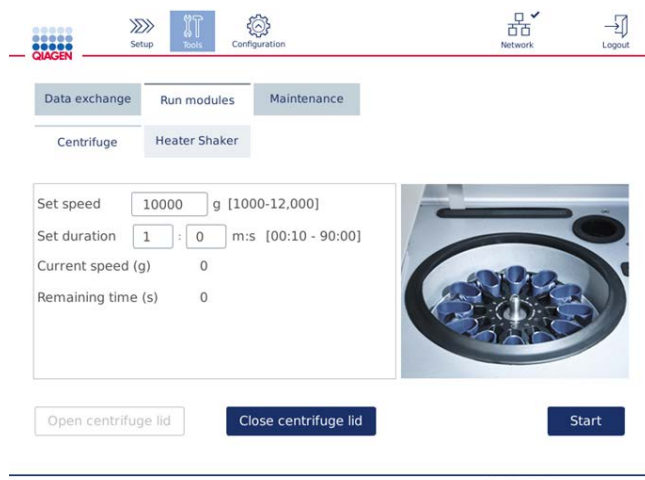 QIAGEN
Setup
Tools
Configuration
Network
Logout
Data exchange Run modules Maintenance
Centrifuge Heater Shaker
Set speed 10000 g [1000-12,000]
Set duration 1 : 0 m:s [00:10 - 90:00]
Current speed (g) 0
Remaining time (s) 0
Open centrifuge lid Close centrifuge lid Start